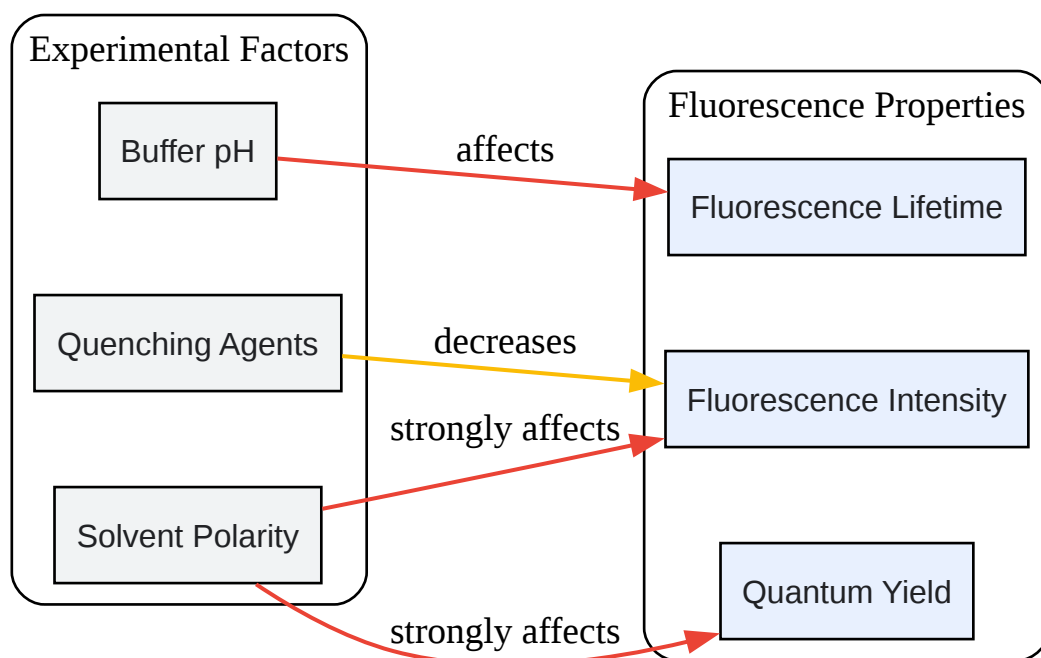 Experimental Factors
Fluorescence Properties
Buffer pH
affects
Fluorescence Lifetime
Quenching Agents
decreases
Fluorescence Intensity
strongly affects
Solvent Polarity
Quantum Yield
strongly affects